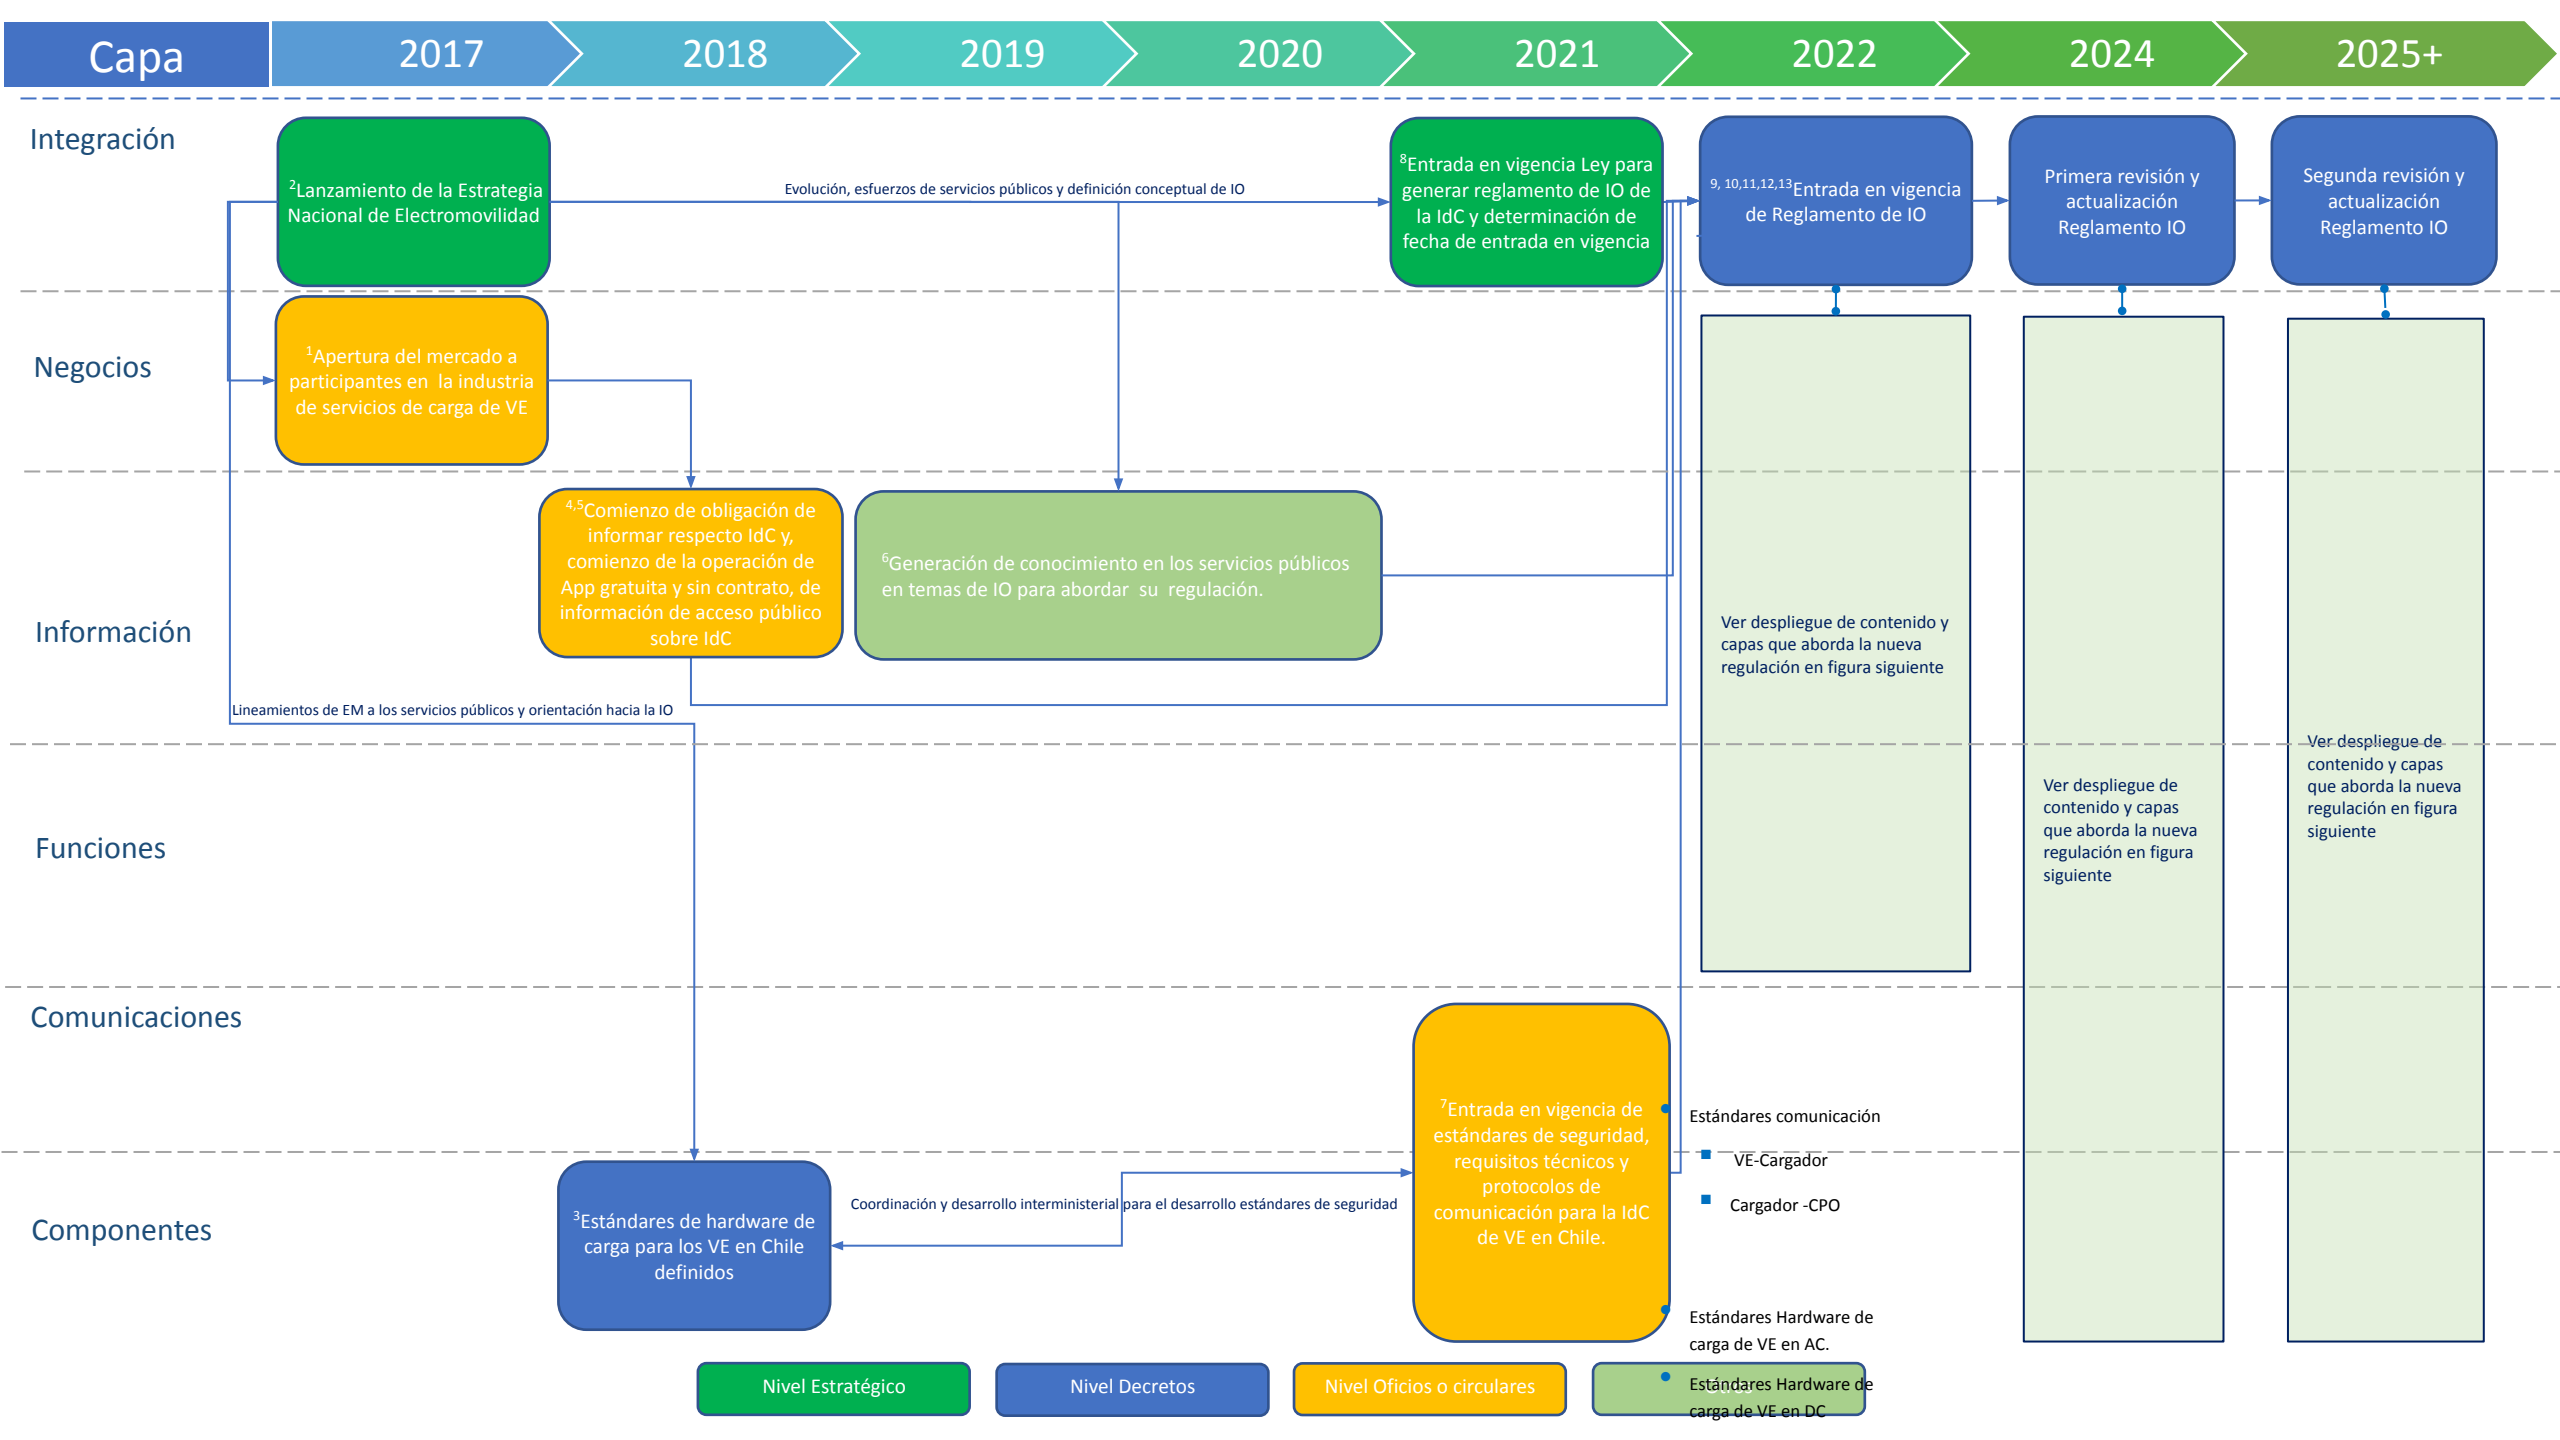 Capa
2017
2018
2019
2020
2021
2022
2024
2025+
Integración
2Lanzamiento de la Estrategia
Nacional de Electromovilidad
Evolución, esfuerzos de servicios públicos y definición conceptual de IO
8Entrada en vigencia Ley para
generar reglamento de IO de
la IdC y determinación de
fecha de entrada en vigencia
9, 10,11,12,13Entrada en vigencia
de Reglamento de IO
Primera revisión y
actualización
Reglamento IO
Segunda revisión y
actualización
Reglamento IO
Negocios
1Apertura del mercado a
participantes en  la industria
de servicios de carga de VE
Información
4,5Comienzo de obligación de
informar respecto IdC y,
comienzo de la operación de
App gratuita y sin contrato, de
información de acceso público
sobre IdC
6Generación de conocimiento en los servicios públicos
en temas de IO para abordar  su  regulación.
Ver despliegue de contenido y
capas que aborda la nueva
regulación en figura siguiente
Lineamientos de EM a los servicios públicos y orientación hacia la IO
Ver despliegue de
contenido y capas
que aborda la nueva
regulación en figura
siguiente
Ver despliegue de
contenido y capas
que aborda la nueva
regulación en figura
siguiente
Funciones
Comunicaciones
7Entrada en vigencia de
estándares de seguridad,
requisitos técnicos y
protocolos de
comunicación para la IdC
de VE en Chile.
Estándares comunicación
VE-Cargador
Cargador -CPO
Componentes
3Estándares de hardware de
carga para los VE en Chile
definidos
Coordinación y desarrollo interministerial para el desarrollo estándares de seguridad
Estándares Hardware de
carga de VE en AC.
Estándares Hardware de
carga de VE en DC
Nivel Estratégico
Nivel Decretos
Nivel Oficios o circulares